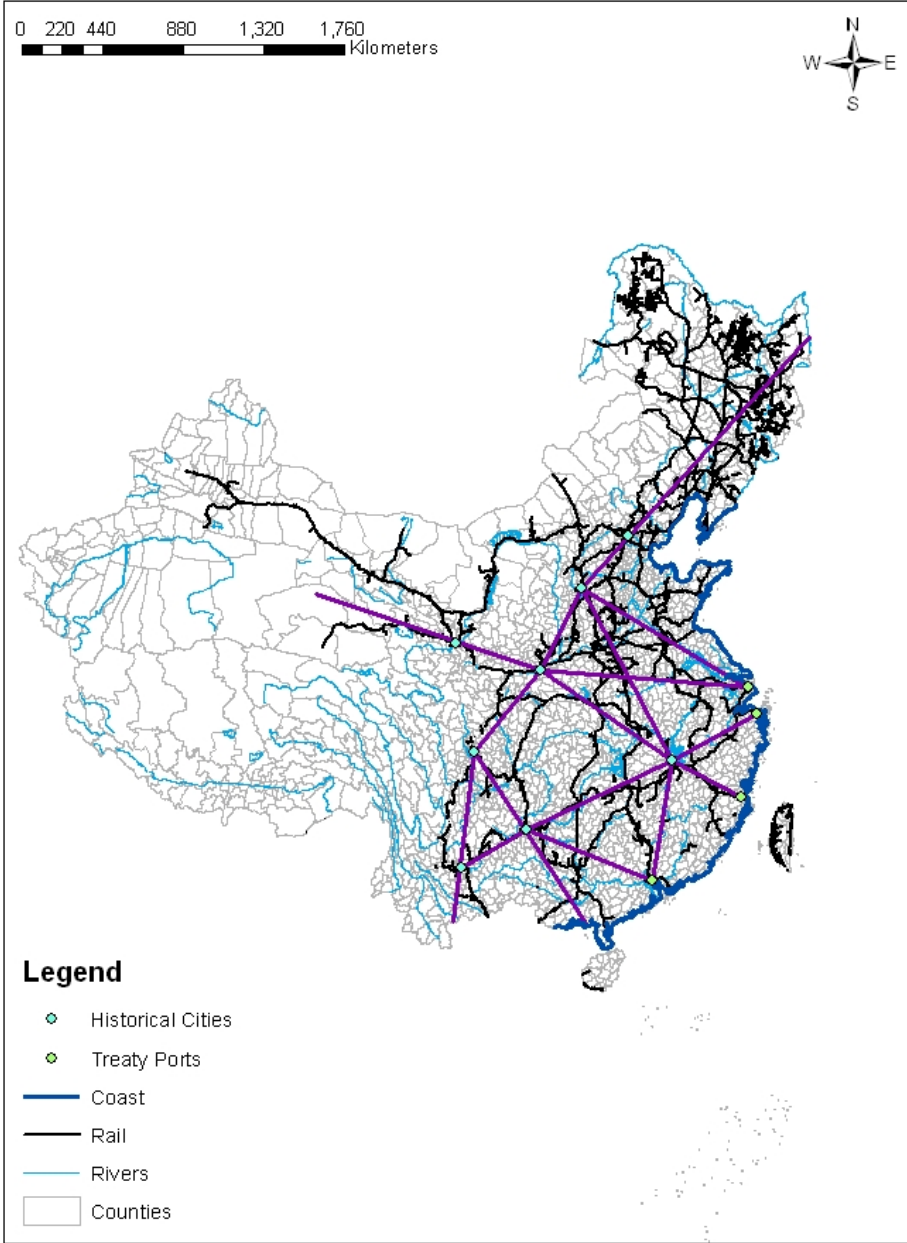 0 220 440 880 1,320 1,760
Kilometers
N
W E
S
Legend
Historical Cities
Treaty Ports
Coast
Rail
Rivers
Counties